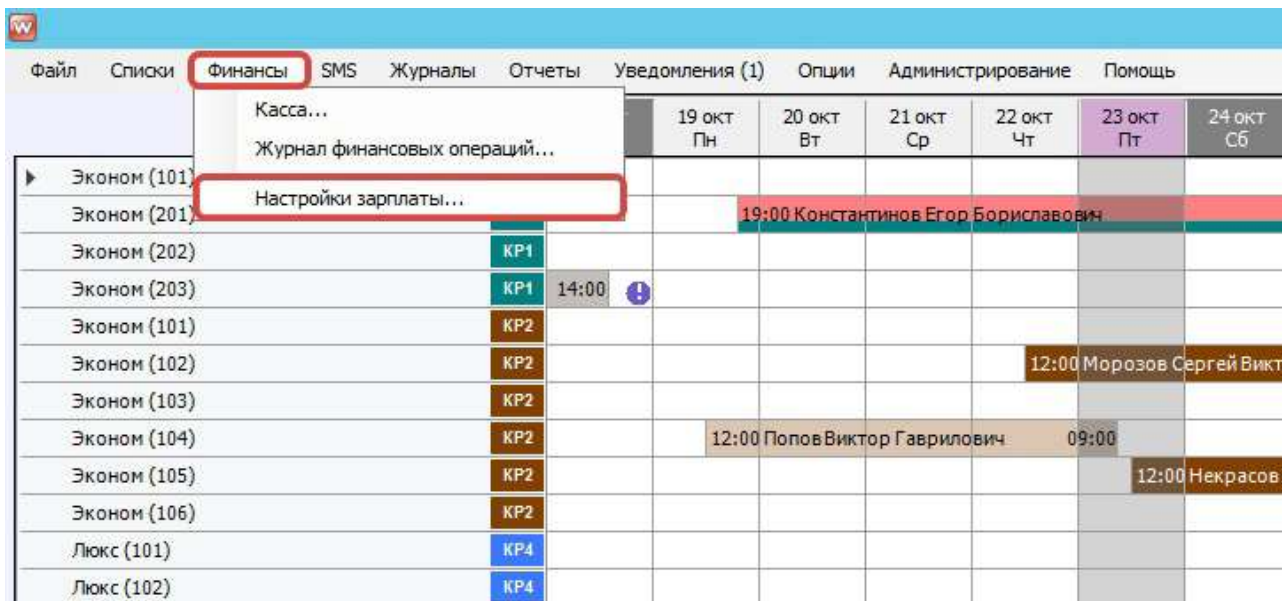 W
Файл Списки Финансы SMS Журналы Отчеты Уведомления (1) Опции Администрирование Помощь
Касса...
Журнал финансовых операций...
Настройки зарплаты...
19 окт 20 окт 21 окт 22 окт 23 окт 24 окт
Пн Вт Ср Чт Пт Сб
Эконом (101)
Эконом (201) 19:00 Константинов Егор Бориславович
Эконом (202) КР1
Эконом (203) КР1 14:00
Эконом (101) КР2
Эконом (102) КР2 12:00 Морозов Сергей Викт
Эконом (103) КР2
Эконом (104) КР2 12:00 Попов Виктор Гаврилович 09:00
Эконом (105) КР2 12:00 Некрасов
Эконом (106) КР2
Люкс (101) КР4
Люкс (102) КР4